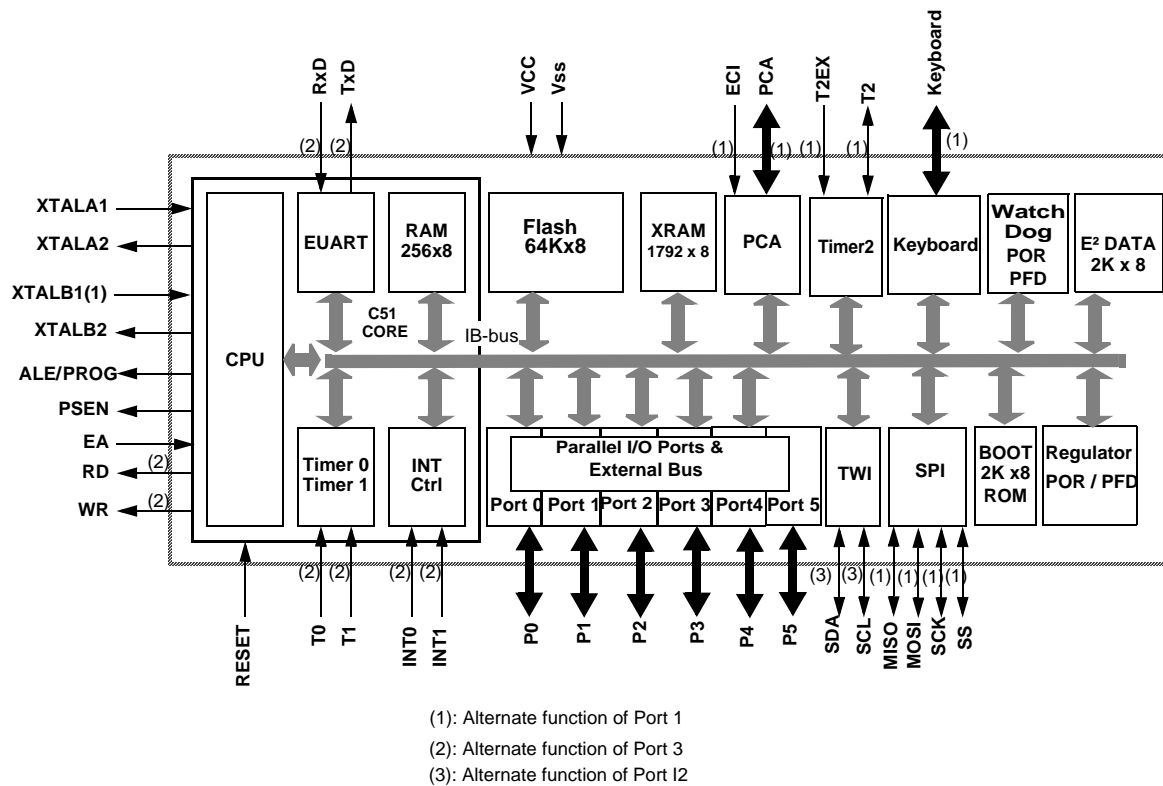 RxD
TxD
VCC
Vss
ECI
PCA
T2EX
T2
Keyboard
(2)
(2)
(1)
(1)
(1)
(1)
(1)
XTALA1
XTALA2
XTALB1(1)
XTALB2
ALE/PROG
PSEN
EA
RD
(2)
WR
(2)
CPU
EUART
RAM
256x8
C51
CORE
IB-bus
Flash
64Kx8
XRAM
1792 x 8
PCA
Timer2
Keyboard
Watch
Dog
POR
PFD
E² DATA
2K x 8
Timer 0
Timer 1
INT
Ctrl
Parallel I/O Ports &
External Bus
Port 0
Port 1
Port 2
Port 3
Port4
Port 5
TWI
SPI
BOOT
2K x8
ROM
Regulator
POR / PFD
(2)
(2)
(2)
(2)
(3)
(3)
(1)
(1)
(1)
(1)
RESET
T0
T1
INT0
INT1
P0
P1
P2
P3
P4
P5
SDA
SCL
MISO
MOSI
SCK
SS
(1): Alternate function of Port 1
(2): Alternate function of Port 3
(3): Alternate function of Port I2